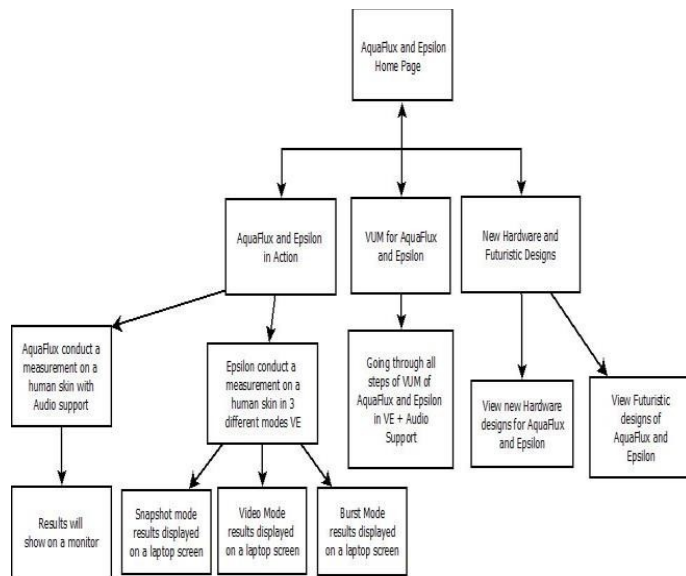 AquaFlux and Epsilon
Home Page
AquaFlux and Epsilon
in Action
VUM for AquaFlux
and Epsilon
New Hardware and
Futuristic Designs
AquaFlux conduct a
measurement on a
human skin with
Audio support
Epsilon conduct a
measurement on a
human skin in 3
different modes VE
Going through all
steps of VUM of
AquaFlux and Epsilon
in VE + Audio
Support
View new Hardware
designs for AquaFlux
and Epsilon
View Futuristic
designs of
AquaFlux and
Epsilon
Results will
show on a monitor
Snapshot mode
results displayed
on a laptop screen
Video Mode
results displayed
on a laptop screen
Burst Mode
results displayed
on a laptop screen